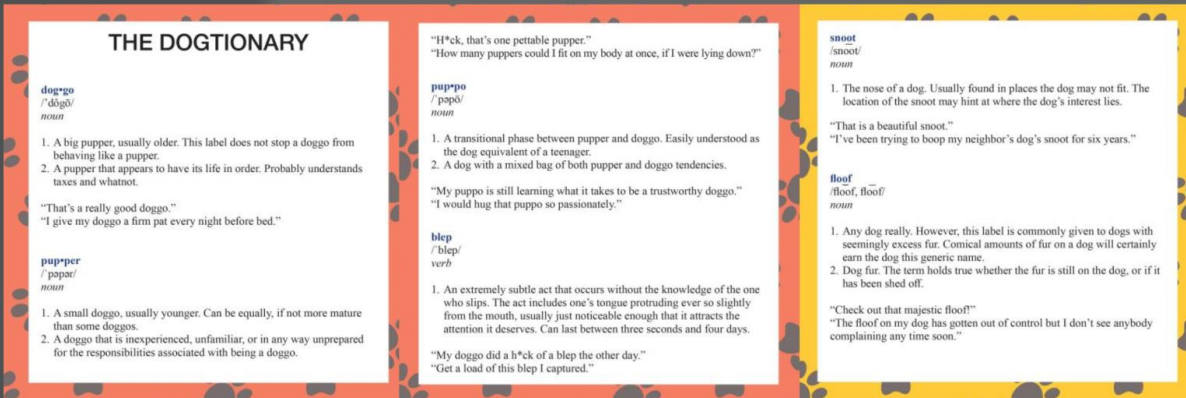 THE DOGTIONARY
dog•go
/ˈdôgō/
noun
1. A big pupper, usually older. This label does not stop a doggo from
behaving like a pupper.
2. A pupper that appears to have its life in order. Probably understands
taxes and whatnot.
“That’s a really good doggo.”
“I give my doggo a firm pat every night before bed.”
pup•per
/ˈpəpər/
noun
1. A small doggo, usually younger. Can be equally, if not more mature
than some doggos.
2. A doggo that is inexperienced, unfamiliar, or in any way unprepared
for the responsibilities associated with being a doggo.
“H*ck, that’s one pettable pupper.”
“How many puppers could I fit on my body at once, if I were lying down?”
pup•po
/ˈpəpō/
noun
1. A transitional phase between pupper and doggo. Easily understood as
the dog equivalent of a teenager.
2. A dog with a mixed bag of both pupper and doggo tendencies.
“My puppo is still learning what it takes to be a trustworthy doggo.”
“I would hug that puppo so passionately.”
blep
/ˈblep/
verb
1. An extremely subtle act that occurs without the knowledge of the one
who slips. The act includes one’s tongue protruding ever so slightly
from the mouth, usually just noticeable enough that it attracts the
attention it deserves. Can last between three seconds and four days.
“My doggo did a h*ck of a blep the other day.”
“Get a load of this blep I captured.”
snoot
/sno͞ot/
noun
1. The nose of a dog. Usually found in places the dog may not fit. The
location of the snoot may hint at where the dog’s interest lies.
“That is a beautiful snoot.”
“I’ve been trying to boop my neighbor’s dog’s snoot for six years.”
floof
/flo͞of, flo͞of/
noun
1. Any dog really. However, this label is commonly given to dogs with
seemingly excess fur. Comical amounts of fur on a dog will certainly
earn the dog this generic name.
2. Dog fur. The term holds true whether the fur is still on the dog, or if it
has been shed off.
“Check out that majestic floof!”
“The floof on my dog has gotten out of control but I don’t see anybody
complaining any time soon.”